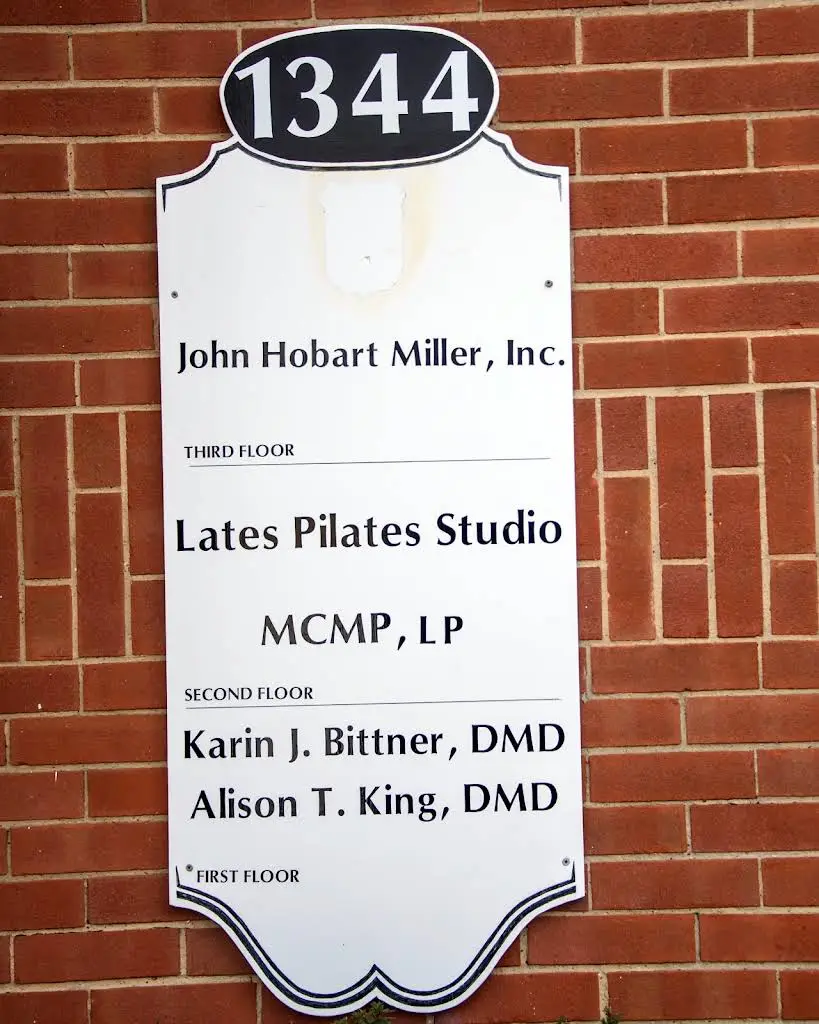 1344
John Hobart Miller, Inc.
THIRD FLOOR
Lates Pilates Studio
MCMP, LP
SECOND FLOOR
Karin J. Bittner, DMD
Alison T. King, DMD
FIRST FLOOR